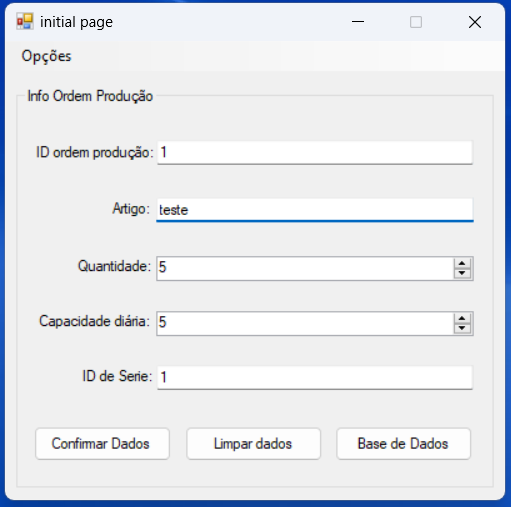 initial page
Opções
Info Ordem Produção
ID ordem produção: 1
Artigo: teste
Quantidade: 5
Capacidade diária: 5
ID de Serie: 1
Confirmar Dados Limpar dados Base de Dados